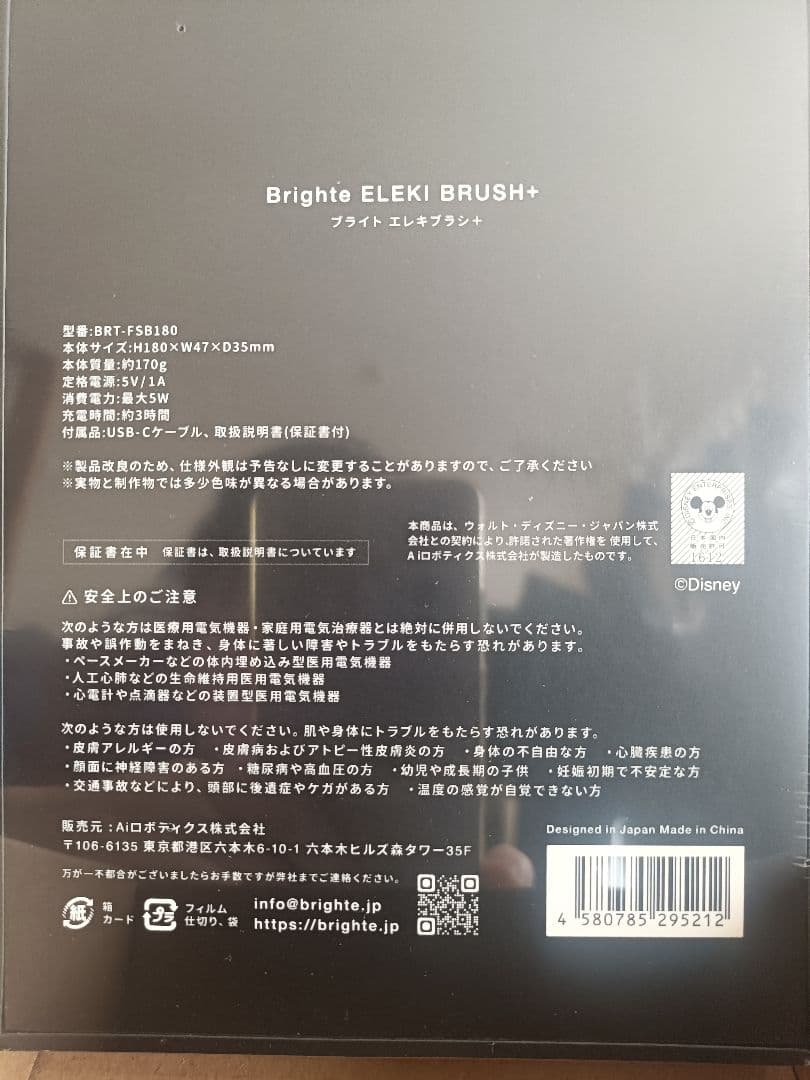 Brighte ELEKI BRUSH+
ブライト エレキブラシ＋
型番:BRT-FSB180
本体サイズ:H180×W47×D35mm
本体質量:約170g
定格電源:5V/1A
消費電力:最大5W
充電時間:約3時間
付属品:USB-Cケーブル、取扱説明書(保証書付)
※製品改良のため、仕様外観は予告なしに変更することがありますので、ご了承ください
※実物と制作物では多少色味が異なる場合があります。
保証書在中 保証書は、取扱説明書についています
本商品は、ウォルト・ディズニー・ジャパン株式
会社との契約により,許諾された著作権を 使用して、
Aiロボティクス株式会社が製造したものです。
DISNEY ENTERPRISES, INC.
日本国内
販売許可
1612
©Disney
⚠ 安全上のご注意
次のような方は医療用電気機器・家庭用電気治療器とは絶対に併用しないでください。
事故や誤作動をまねき、身体に著しい障害やトラブルをもたらす恐れがあります。
・ペースメーカーなどの体内埋め込み型医用電気機器
・人工心肺などの生命維持用医用電気機器
・心電計や点滴器などの装置型医用電気機器
次のような方は使用しないでください。肌や身体にトラブルをもたらす恐れがあります。
・皮膚アレルギーの方 ・皮膚病およびアトピー性皮膚炎の方 ・身体の不自由な方 ・心臓疾患の方
・顔面に神経障害のある方 ・糖尿病や高血圧の方 ・幼児や成長期の子供 ・妊娠初期で不安定な方
・交通事故などにより、頭部に後遺症やケガがある方 ・温度の感覚が自覚できない方
販売元：Aiロボティクス株式会社
〒106-6135 東京都港区六本木6-10-1 六本木ヒルズ森タワー35F
万が一不都合がございましたらお手数ですが弊社までご連絡ください。
紙 箱
カード
プラ フィルム
仕切り、袋
info@brighte.jp
https://brighte.jp
Designed in Japan Made in China
4 580785 295212